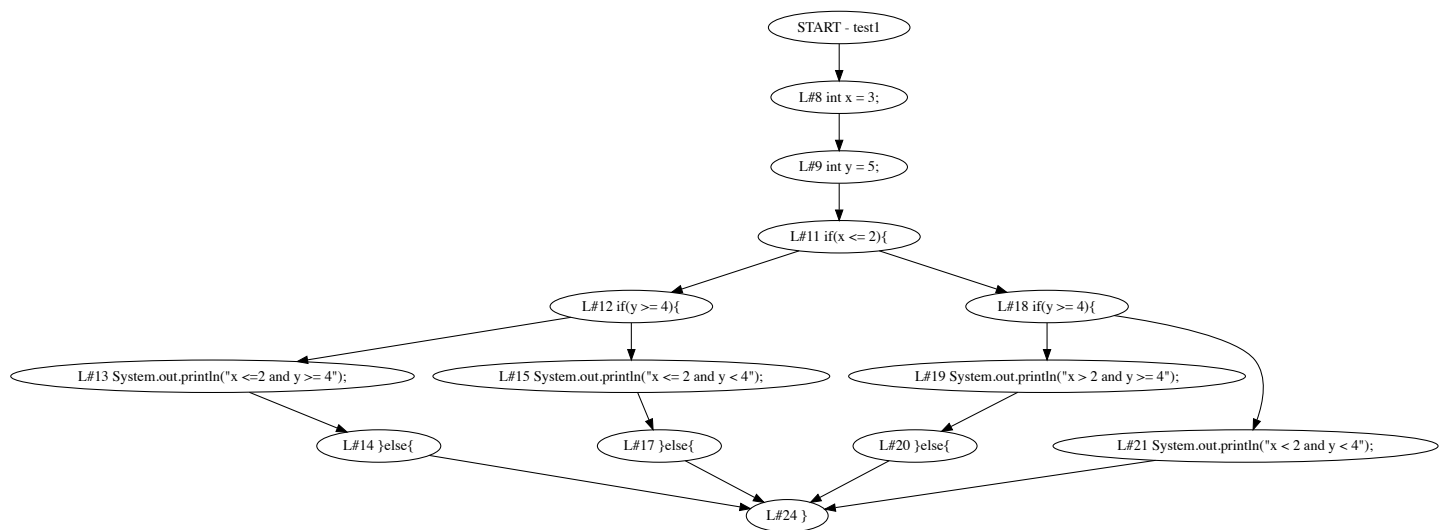 START - test1
L#8 int x = 3;
L#9 int y = 5;
L#11 if(x <= 2){
L#12 if(y >= 4){
L#18 if(y >= 4){
L#13 System.out.println("x <=2 and y >= 4");
L#15 System.out.println("x <= 2 and y < 4");
L#19 System.out.println("x > 2 and y >= 4");
L#14 }else{
L#17 }else{
L#20 }else{
L#21 System.out.println("x < 2 and y < 4");
L#24 }